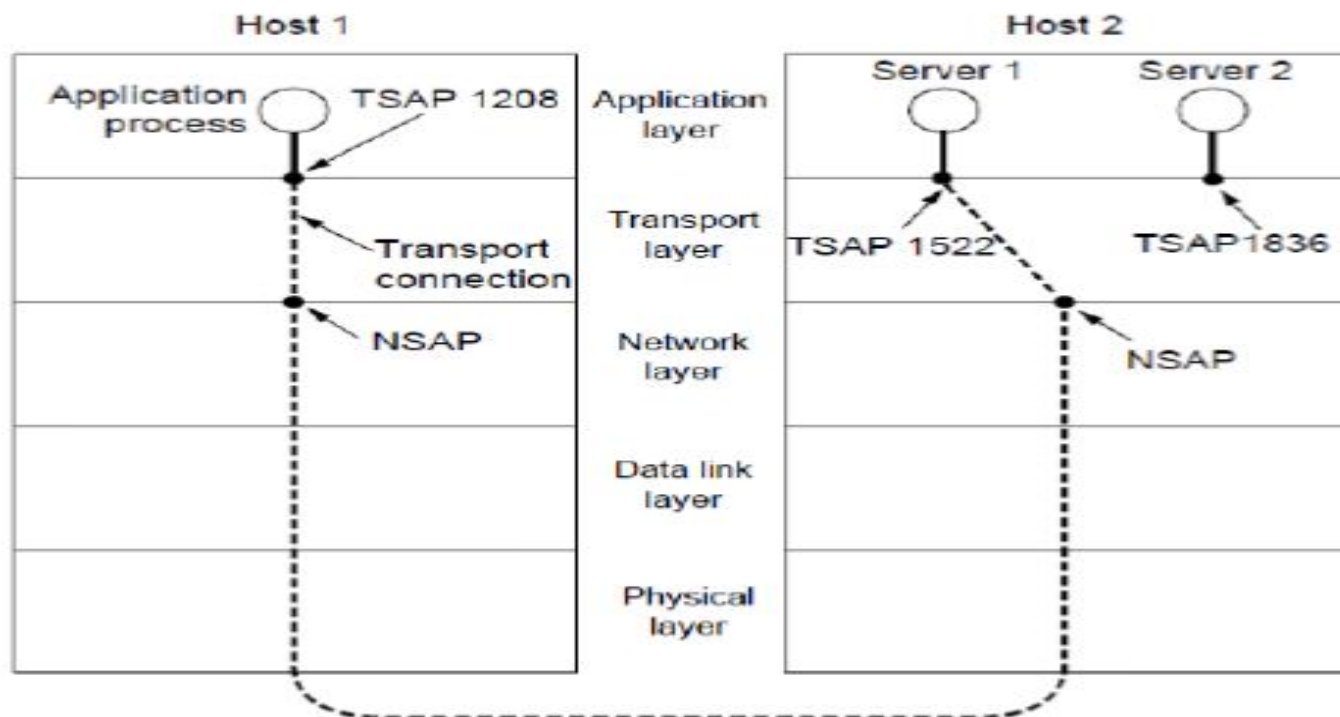 Host 1
Host 2
Application
process
TSAP 1208
Application
layer
Server 1
Server 2
Transport
connection
Transport
layer
TSAP 1522
TSAP1836
NSAP
Network
layer
NSAP
Data link
layer
Physical
layer